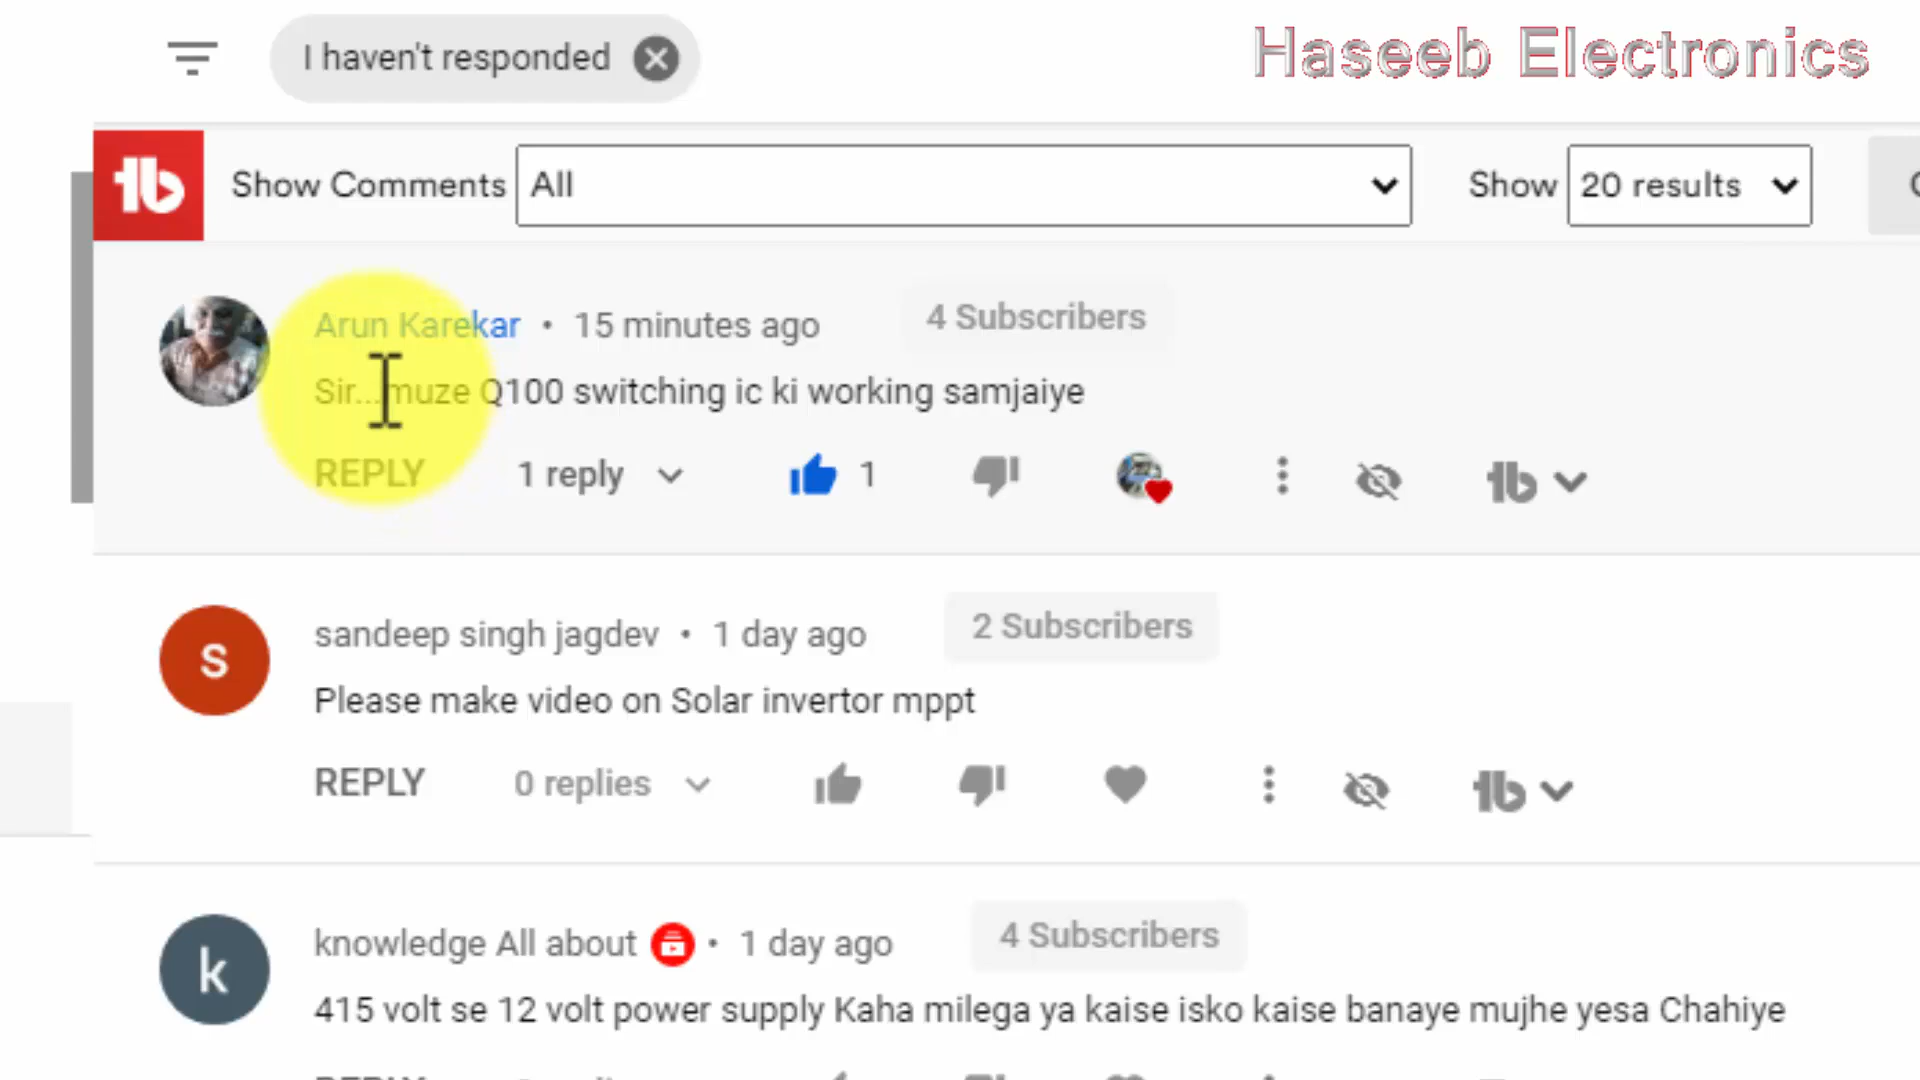 I haven't responded
Haseeb Electronics
Show Comments All Show 20 results
Arun Karekar • 15 minutes ago 4 Subscribers
Sir...muze Q100 switching ic ki working samjaiye
REPLY 1 reply 1
s
sandeep singh jagdev • 1 day ago 2 Subscribers
Please make video on Solar invertor mppt
REPLY 0 replies
k
knowledge All about • 1 day ago 4 Subscribers
415 volt se 12 volt power supply Kaha milega ya kaise isko kaise banaye mujhe yesa Chahiye